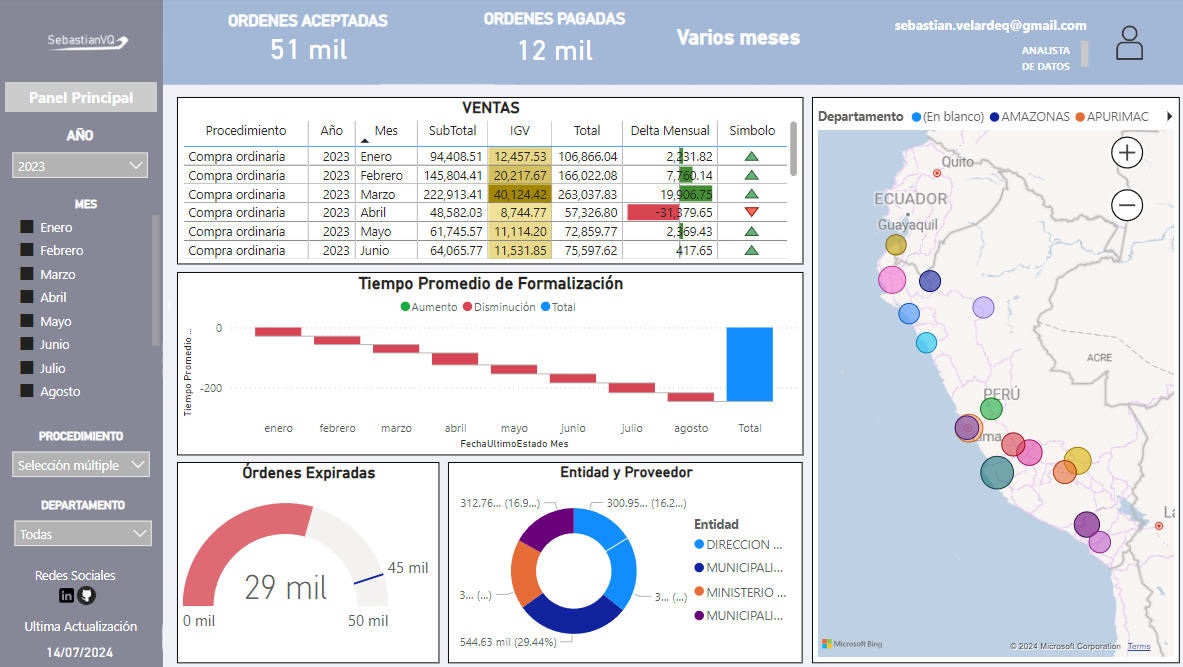 SebastianVQ
Panel Principal
AÑO
2023
MES
Enero
Febrero
Marzo
Abril
Mayo
Junio
Julio
Agosto
PROCEDIMIENTO
Selección múltiple
DEPARTAMENTO
Todas
Redes Sociales
Ultima Actualización
14/07/2024
ORDENES ACEPTADAS
51 mil
ORDENES PAGADAS
12 mil
Varios meses
sebastian.velardeq@gmail.com
ANALISTA
DE DATOS
VENTAS
Procedimiento Año Mes SubTotal IGV Total Delta Mensual Simbolo
Compra ordinaria 2023 Enero 94,408.51 12,457.53 106,866.04 2,231.82
Compra ordinaria 2023 Febrero 145,804.41 20,217.67 166,022.08 7,760.14
Compra ordinaria 2023 Marzo 222,913.41 40,124.42 263,037.83 19,906.75
Compra ordinaria 2023 Abril 48,582.03 8,744.77 57,326.80 -31,379.65
Compra ordinaria 2023 Mayo 61,745.57 11,114.20 72,859.77 2,369.43
Compra ordinaria 2023 Junio 64,065.77 11,531.85 75,597.62 417.65
Tiempo Promedio de Formalización
Aumento Disminución Total
Tiempo Promedio ...
0
-200
enero febrero marzo abril mayo junio julio agosto Total
FechaUltimoEstado Mes
Órdenes Expiradas
29 mil
45 mil
0 mil
50 mil
Entidad y Proveedor
312.76... (16.9...)
300.95... (16.2...)
3... (...)
3... (...)
544.63 mil (29.44%)
Entidad
DIRECCION ...
MUNICIPALI...
MINISTERIO ...
MUNICIPALI...
Departamento (En blanco) AMAZONAS APURIMAC
Quito
ECUADOR
Guayaquil
ACRE
PERÚ
ima
La
Microsoft Bing
© 2024 Microsoft Corporation Terms